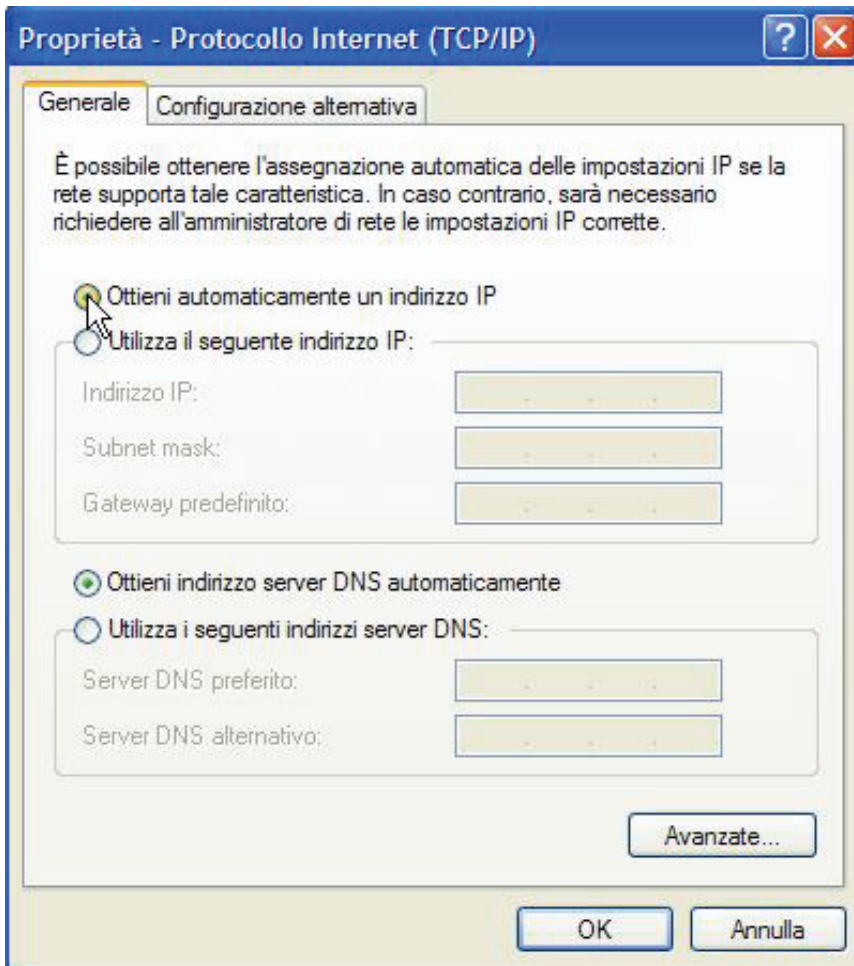 Proprietà - Protocollo Internet (TCP/IP)
Generale
Configurazione alternativa
È possibile ottenere l'assegnazione automatica delle impostazioni IP se la
rete supporta tale caratteristica. In caso contrario, sarà necessario
richiedere all'amministratore di rete le impostazioni IP corrette.
Ottieni automaticamente un indirizzo IP
Utilizza il seguente indirizzo IP:
Indirizzo IP:
Subnet mask:
Gateway predefinito:
Ottieni indirizzo server DNS automaticamente
Utilizza i seguenti indirizzi server DNS:
Server DNS preferito:
Server DNS alternativo:
Avanzate...
OK
Annulla